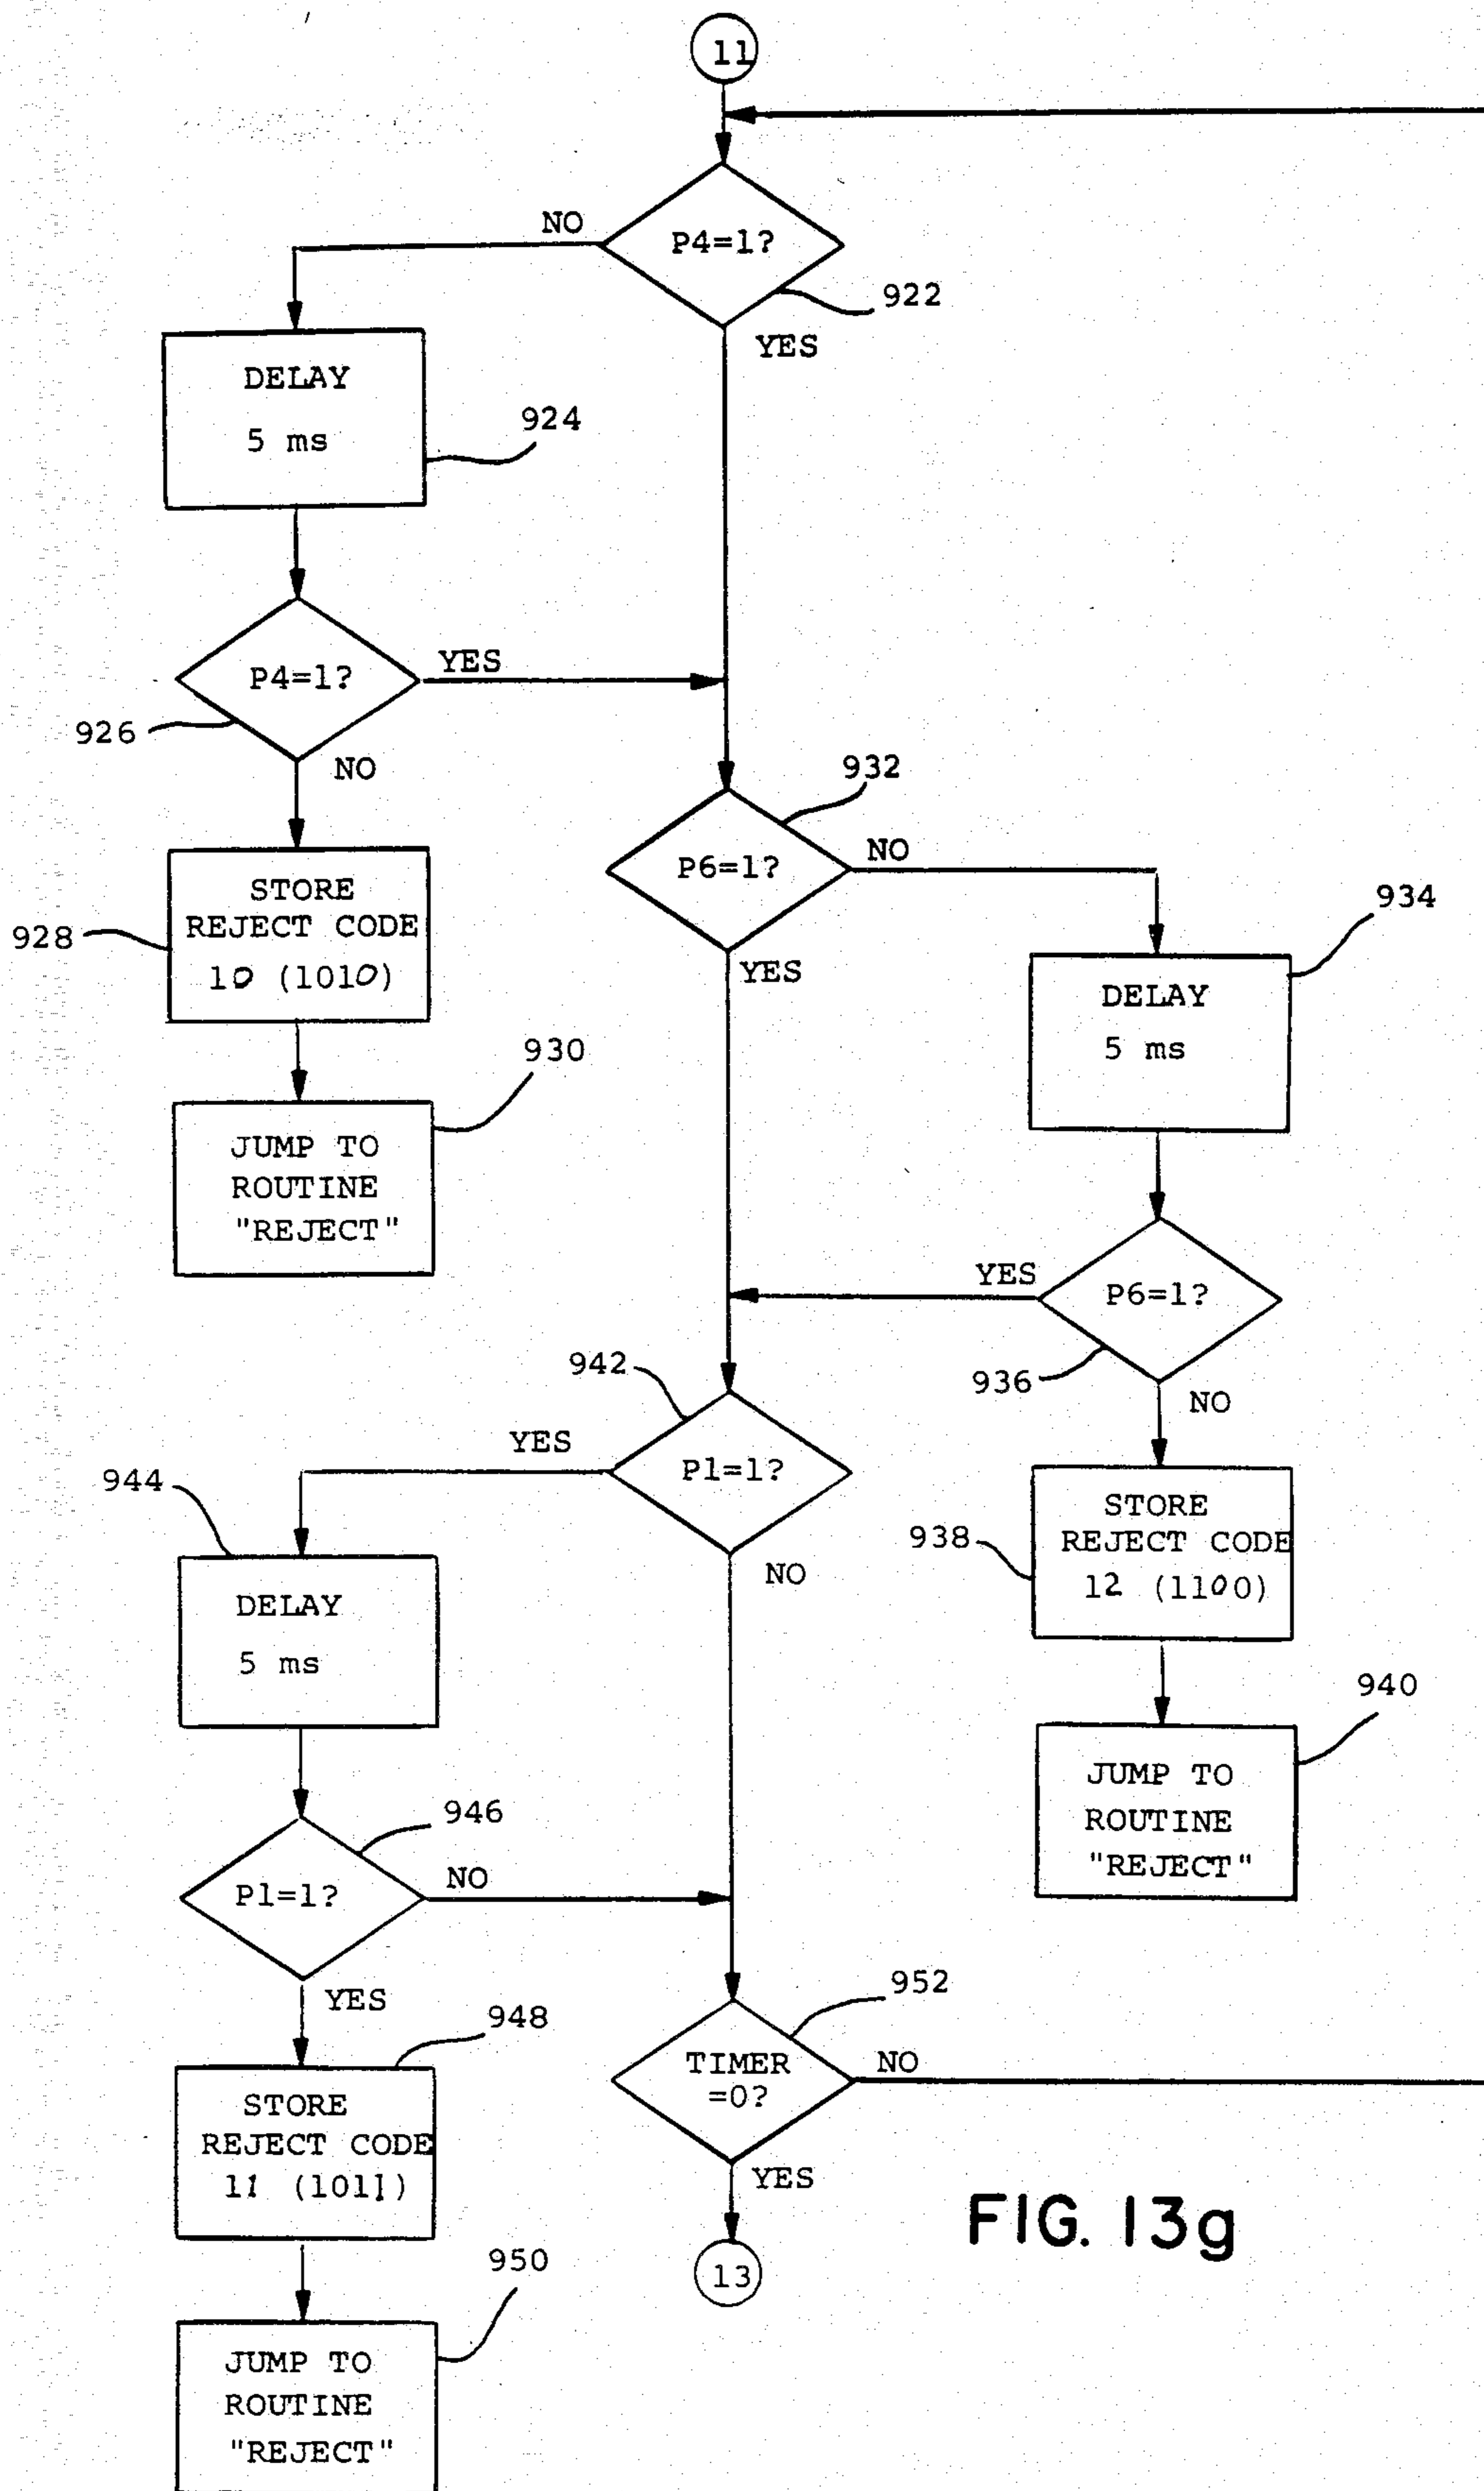 11
NO
P4=1?
922
YES
DELAY
5 ms
924
P4=1?
YES
926
NO
932
P6=1?
NO
STORE
REJECT CODE
10 (1010)
928
YES
934
DELAY
5 ms
930
JUMP TO
ROUTINE
"REJECT"
YES
P6=1?
936
NO
942
YES
P1=1?
944
NO
STORE
REJECT CODE
12 (1100)
938
DELAY
5 ms
940
JUMP TO
ROUTINE
"REJECT"
946
P1=1?
NO
YES
952
948
TIMER
=0?
NO
STORE
REJECT CODE
11 (1011)
YES
FIG. 13g
13
950
JUMP TO
ROUTINE
"REJECT"